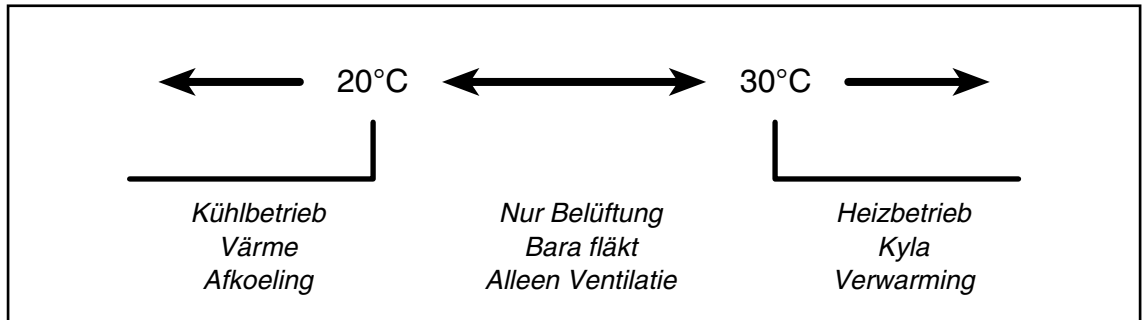 20°C 30°C
Kühlbetrieb Nur Belüftung Heizbetrieb
Värme Bara fläkt Kyla
Afkoeling Alleen Ventilatie Verwarming